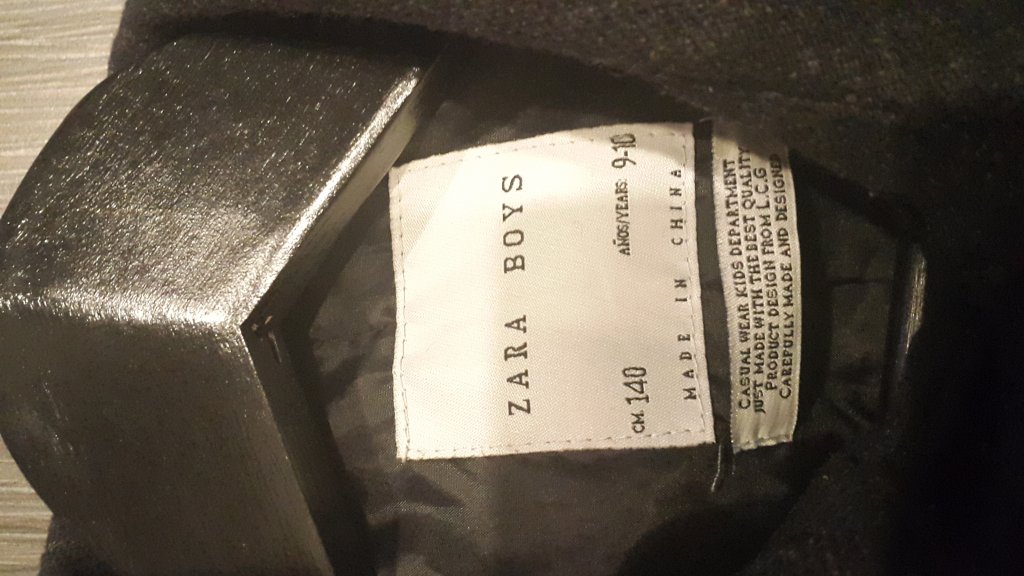 ZARA BOYS
CM. 140 AÑOS/YEARS: 9-10
MADE IN CHINA
CASUAL WEAR KIDS DEPARTMENT
JUST MADE WITH THE BEST QUALITY
PRODUCT DESIGN FROM L.C.G
CAREFULLY MADE AND DESIGNED